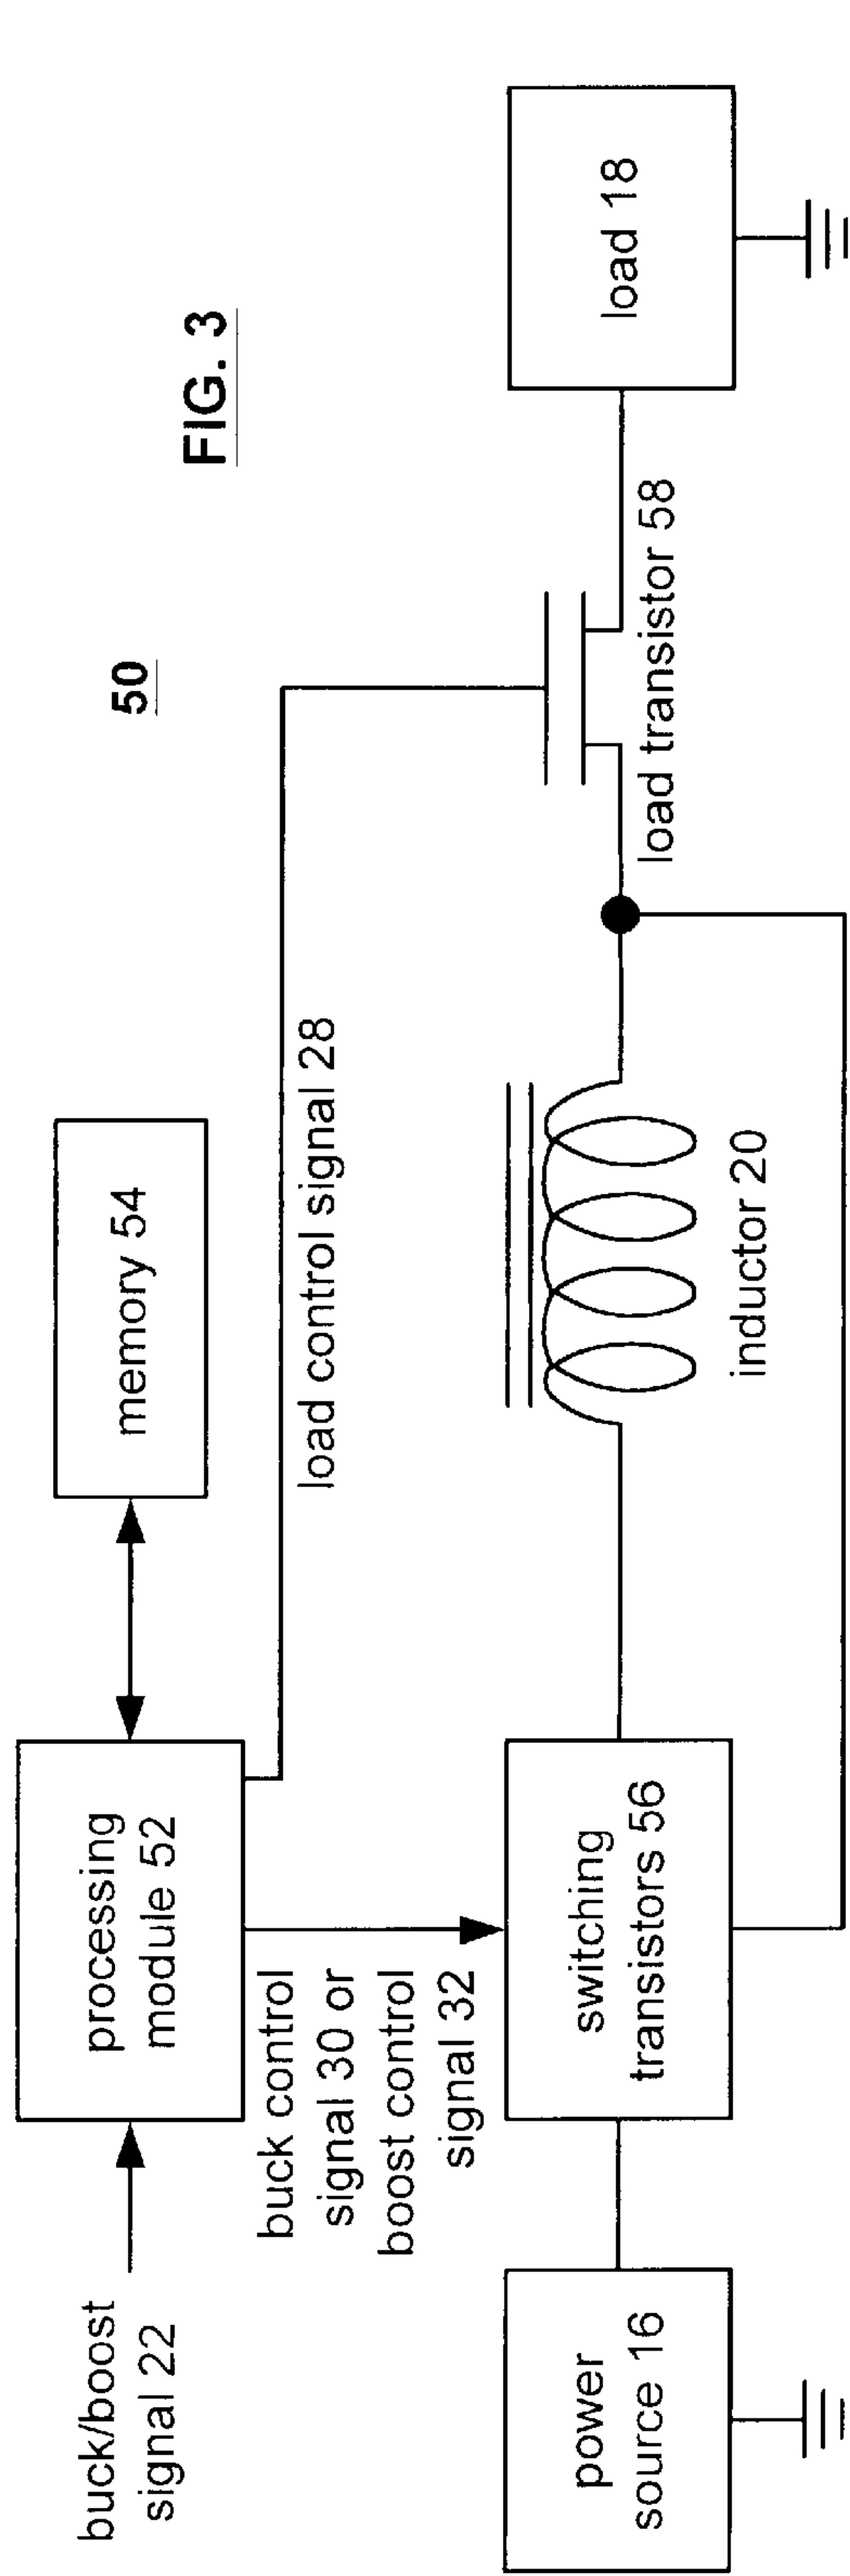 FIG. 3
50
buck/boost
signal 22
processing
module 52
memory 54
load control signal 28
buck control
signal 30 or
boost control
signal 32
power
source 16
switching
transistors 56
inductor 20
load transistor 58
load 18